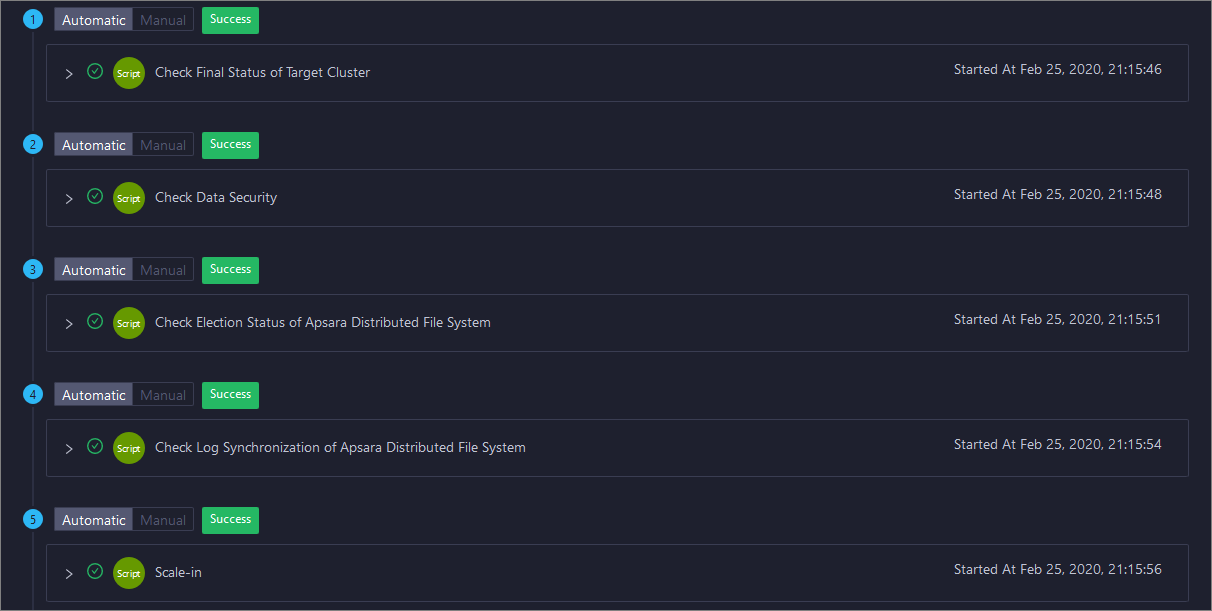 1 Automatic Manual Success
Script Check Final Status of Target Cluster Started At Feb 25, 2020, 21:15:46
2 Automatic Manual Success
Script Check Data Security Started At Feb 25, 2020, 21:15:48
3 Automatic Manual Success
Script Check Election Status of Apsara Distributed File System Started At Feb 25, 2020, 21:15:51
4 Automatic Manual Success
Script Check Log Synchronization of Apsara Distributed File System Started At Feb 25, 2020, 21:15:54
5 Automatic Manual Success
Script Scale-in Started At Feb 25, 2020, 21:15:56